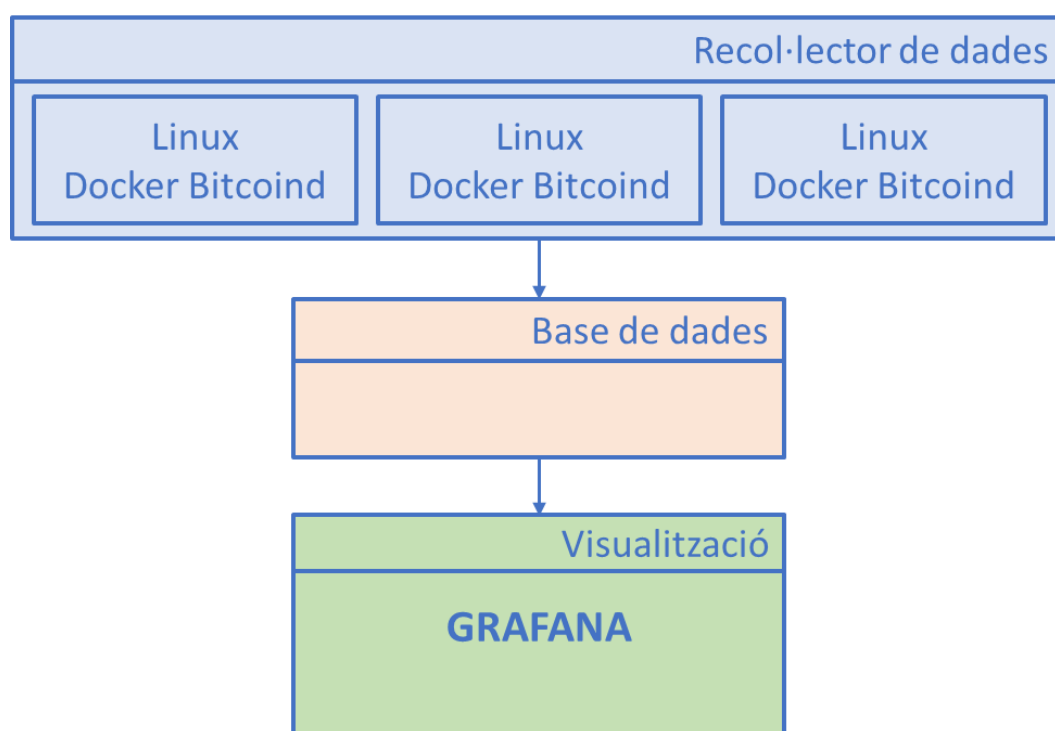 Recol·lector de dades
Linux
Docker Bitcoind
Linux
Docker Bitcoind
Linux
Docker Bitcoind
Base de dades
Visualització
GRAFANA